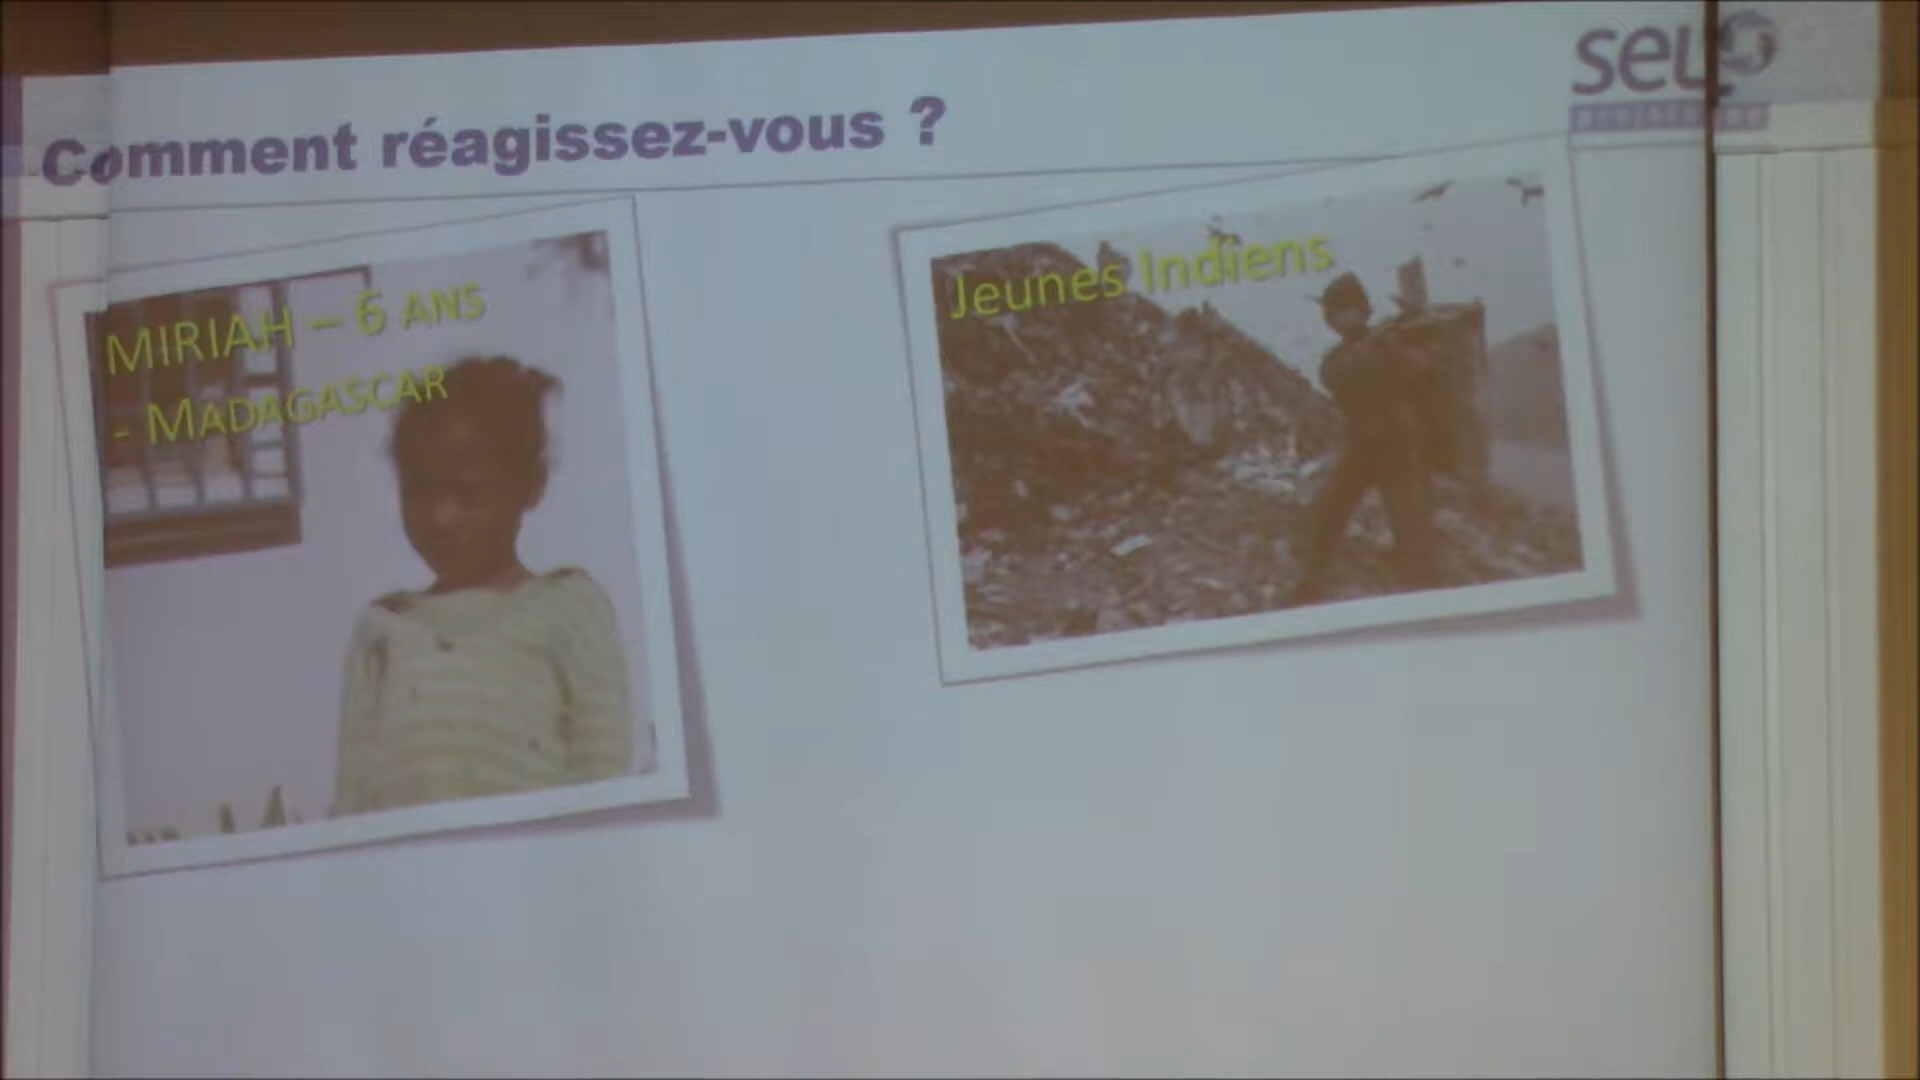 Comment réagissez-vous ?
SEL
MIRIAH – 6 ANS
- MADAGASCAR
Jeunes Indiens